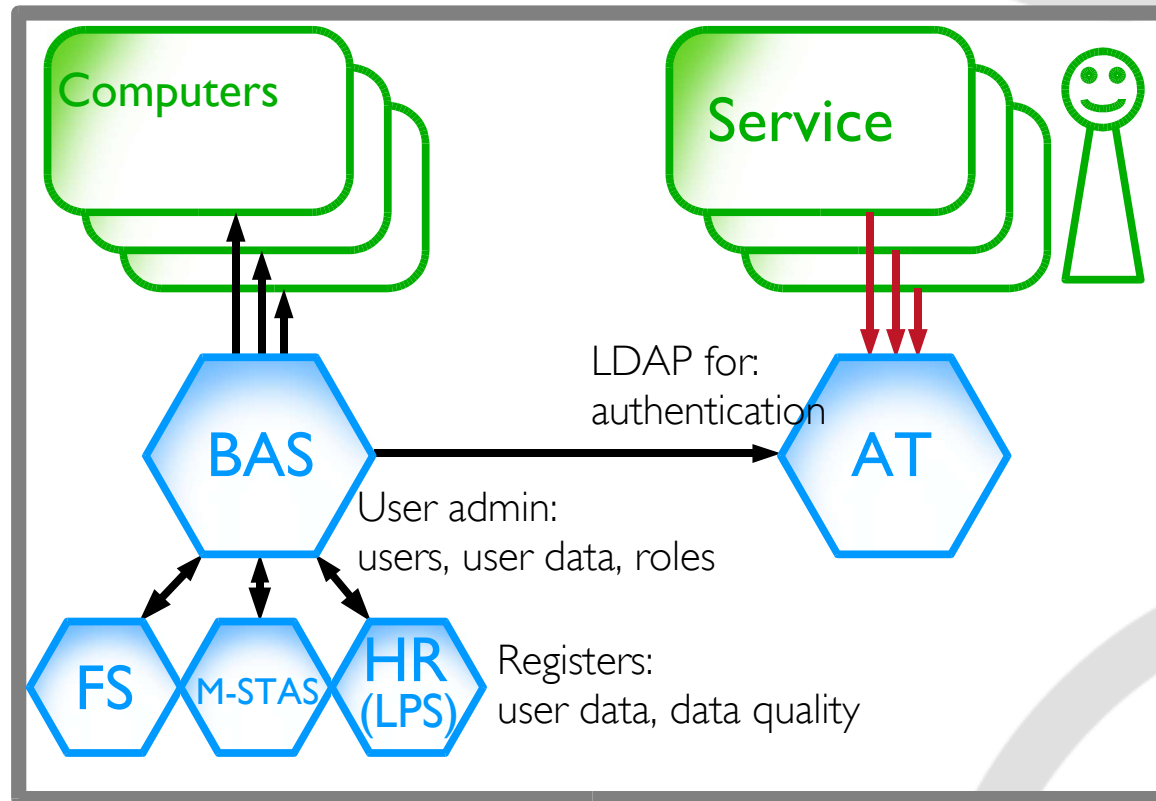 Computers
Service
LDAP for:
authentication
BAS
AT
User admin:
users, user data, roles
FS
M-STAS
HR
(LPS)
Registers:
user data, data quality